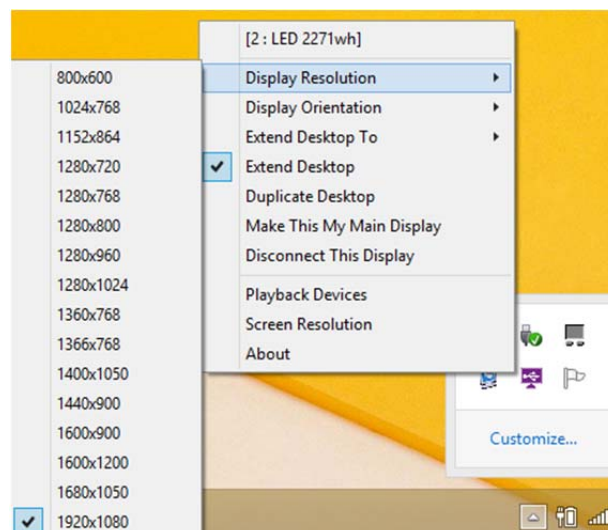 [2 : LED 2271wh]
Display Resolution
Display Orientation
Extend Desktop To
Extend Desktop
Duplicate Desktop
Make This My Main Display
Disconnect This Display
Playback Devices
Screen Resolution
About
800x600
1024x768
1152x864
1280x720
1280x768
1280x800
1280x960
1280x1024
1360x768
1366x768
1400x1050
1440x900
1600x900
1600x1200
1680x1050
1920x1080
Customize...